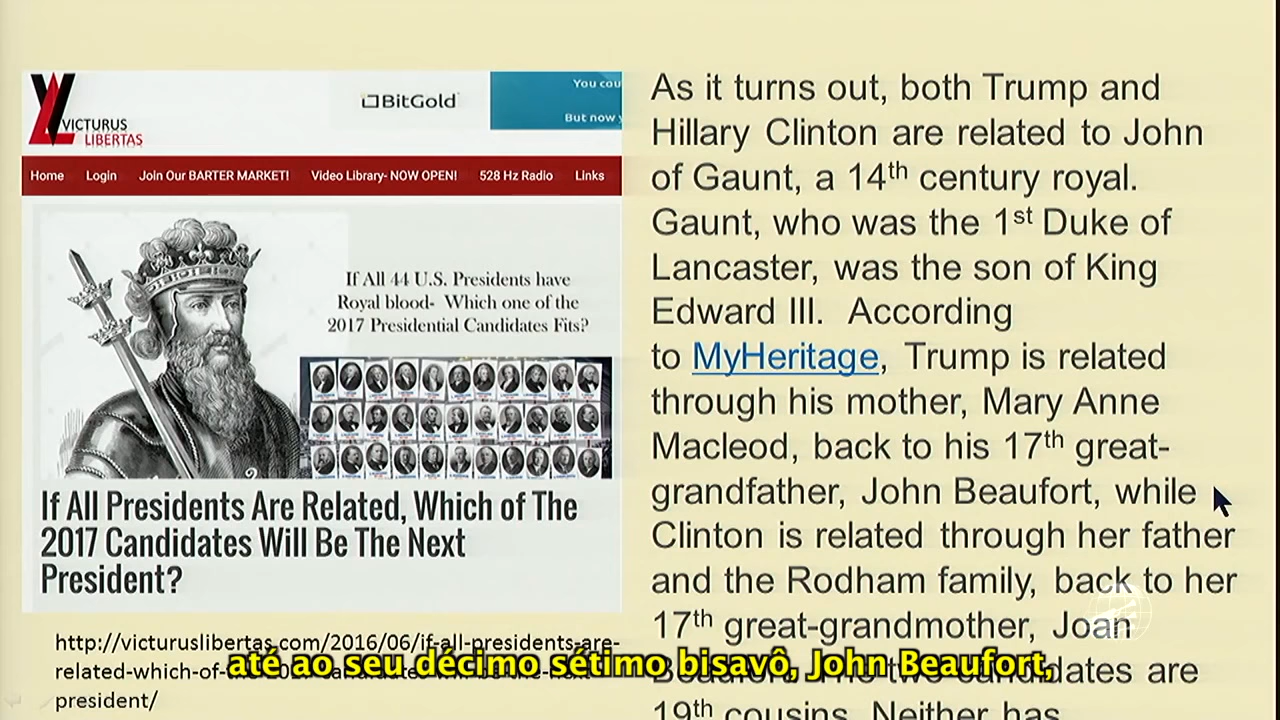 VICTURUS
LIBERTAS
BitGold
You cou
But now y
Home Login Join Our BARTER MARKET! Video Library- NOW OPEN! 528 Hz Radio Links
If All 44 U.S. Presidents have
Royal blood- Which one of the
2017 Presidential Candidates Fits?
If All Presidents Are Related, Which of The
2017 Candidates Will Be The Next
President?
http://victuruslibertas.com/2016/06/if-all-presidents-are-
related-which-of-
president/
As it turns out, both Trump and
Hillary Clinton are related to John
of Gaunt, a 14th century royal.
Gaunt, who was the 1st Duke of
Lancaster, was the son of King
Edward III. According
to MyHeritage, Trump is related
through his mother, Mary Anne
Macleod, back to his 17th great-
grandfather, John Beaufort, while
Clinton is related through her father
and the Rodham family, back to her
17th great-grandmother, Joan
candidates are
19th cousins. Neither has
até ao seu décimo sétimo bisavô, John Beaufort,